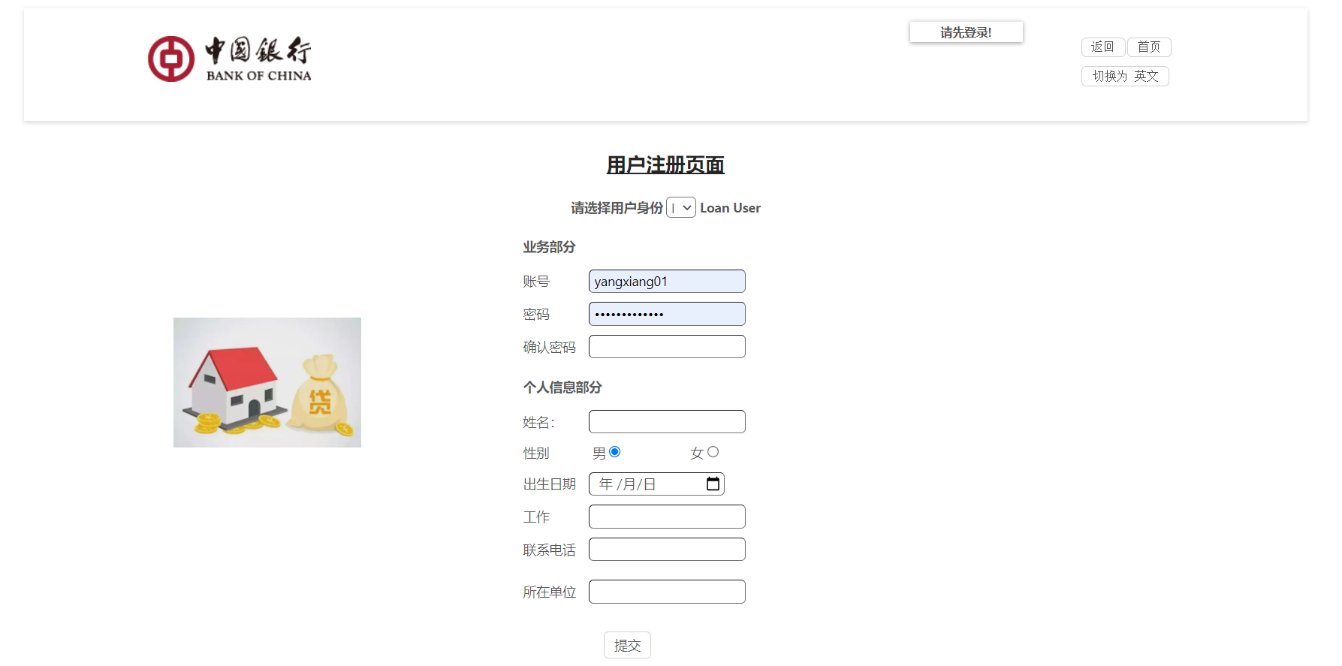 中国銀行
BANK OF CHINA
请先登录!
返回 首页
切换为 英文
用户注册页面
请选择用户身份 Loan User
业务部分
账号 yangxiang01
密码 •••••••••••••
确认密码
个人信息部分
贷
姓名:
性别 男 女
出生日期 年 /月/日
工作
联系电话
所在单位
提交